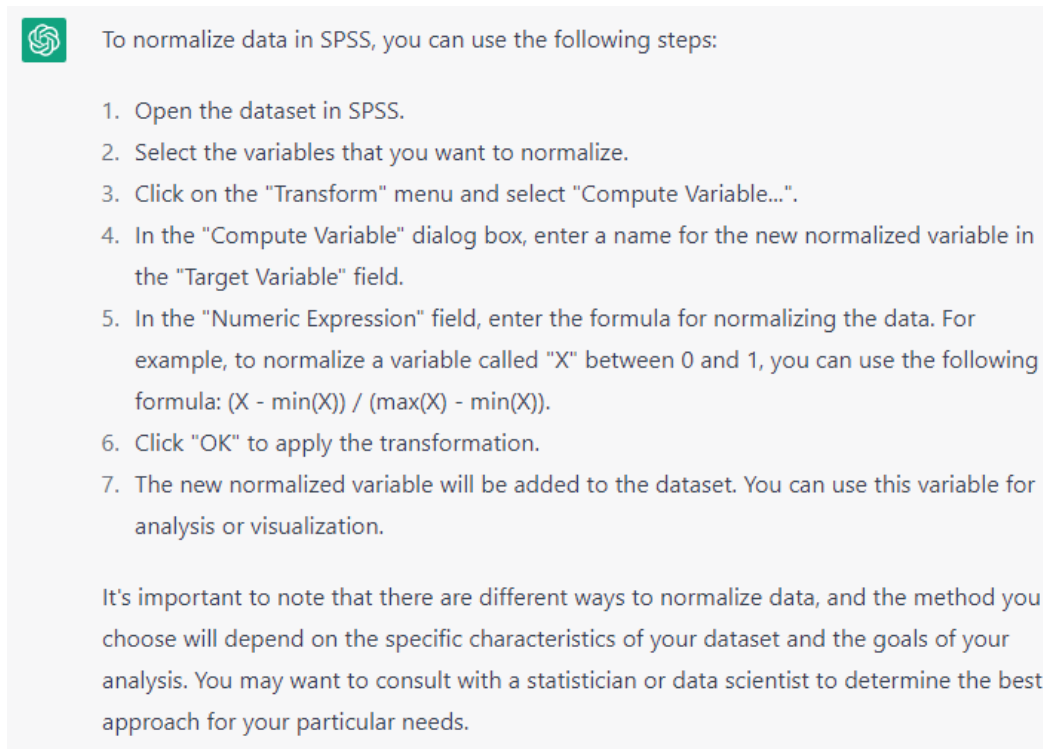 To normalize data in SPSS, you can use the following steps:
1. Open the dataset in SPSS.
2. Select the variables that you want to normalize.
3. Click on the "Transform" menu and select "Compute Variable...".
4. In the "Compute Variable" dialog box, enter a name for the new normalized variable in
the "Target Variable" field.
5. In the "Numeric Expression" field, enter the formula for normalizing the data. For
example, to normalize a variable called "X" between 0 and 1, you can use the following
formula: (X - min(X)) / (max(X) - min(X)).
6. Click "OK" to apply the transformation.
7. The new normalized variable will be added to the dataset. You can use this variable for
analysis or visualization.
It's important to note that there are different ways to normalize data, and the method you
choose will depend on the specific characteristics of your dataset and the goals of your
analysis. You may want to consult with a statistician or data scientist to determine the best
approach for your particular needs.